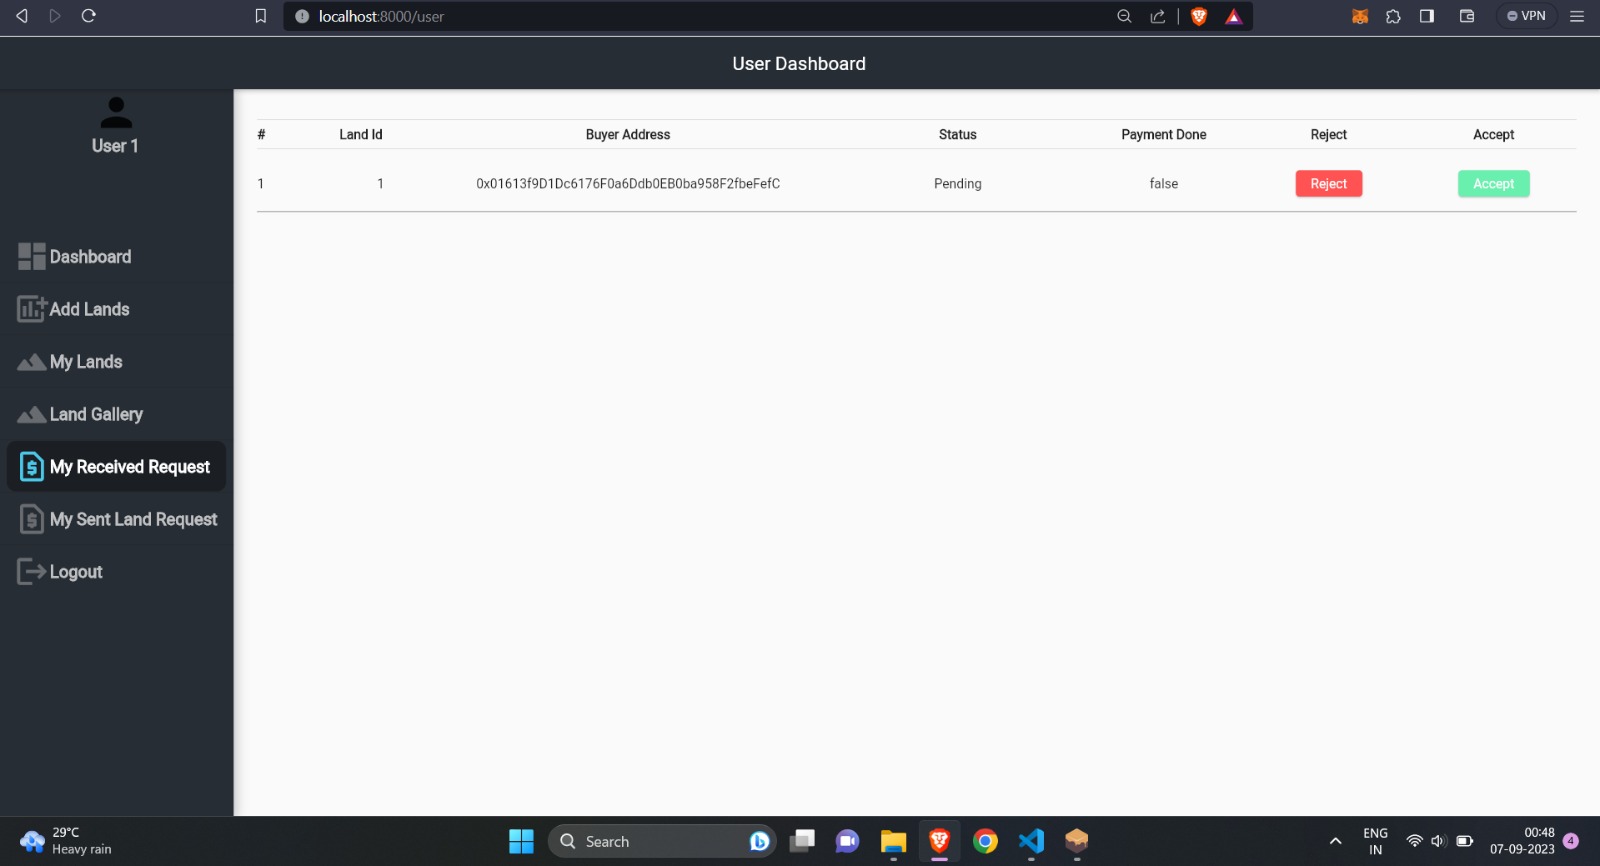 localhost:8000/user
VPN
User Dashboard
User 1
Dashboard
Add Lands
My Lands
Land Gallery
My Received Request
My Sent Land Request
Logout
# Land Id Buyer Address Status Payment Done Reject Accept
1 1 0x01613f9D1Dc6176F0a6Ddb0EB0ba958F2fbeFefC Pending false Reject Accept
29°C
Heavy rain
Search
ENG
IN
00:48
07-09-2023
4